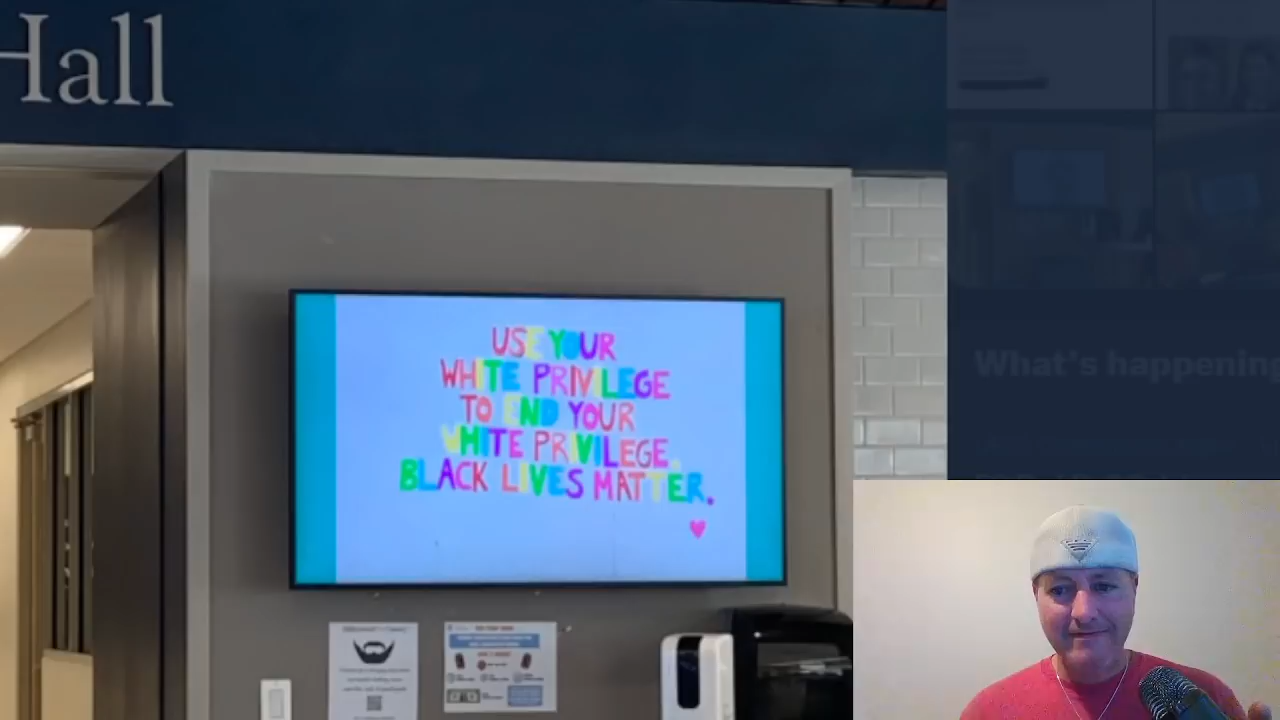 Hall
USE YOUR
WHITE PRIVILEGE
TO END YOUR
WHITE PRIVILEGE.
BLACK LIVES MATTER.
What's happening